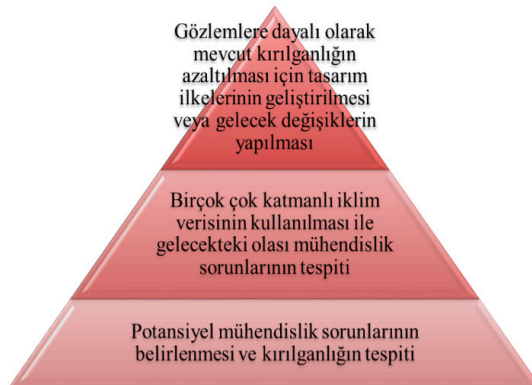 Gözlemlere dayalı olarak
mevcut kırılganlığın
azaltılması için tasarım
ilkelerinin geliştirilmesi
veya gelecek değişiklerin
yapılması
Birçok çok katmanlı iklim
verisinin kullanılması ile
gelecekteki olası mühendislik
sorunlarının tespiti
Potansiyel mühendislik sorunlarının
belirlenmesi ve kırılganlığın tespiti